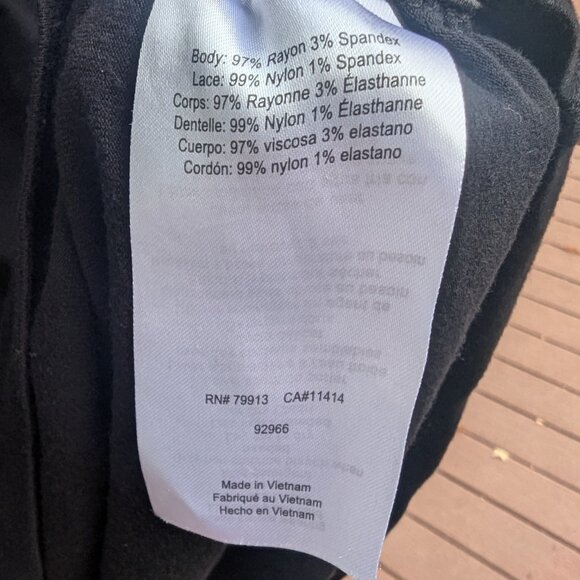 Body: 97% Rayon 3% Spandex
Lace: 99% Nylon 1% Spandex
Corps: 97% Rayonne 3% Élasthanne
Dentelle: 99% Nylon 1% Élasthanne
Cuerpo: 97% viscosa 3% elastano
Cordón: 99% nylon 1% elastano
RN# 79913 CA#11414
92966
Made in Vietnam
Fabriqué au Vietnam
Hecho en Vietnam